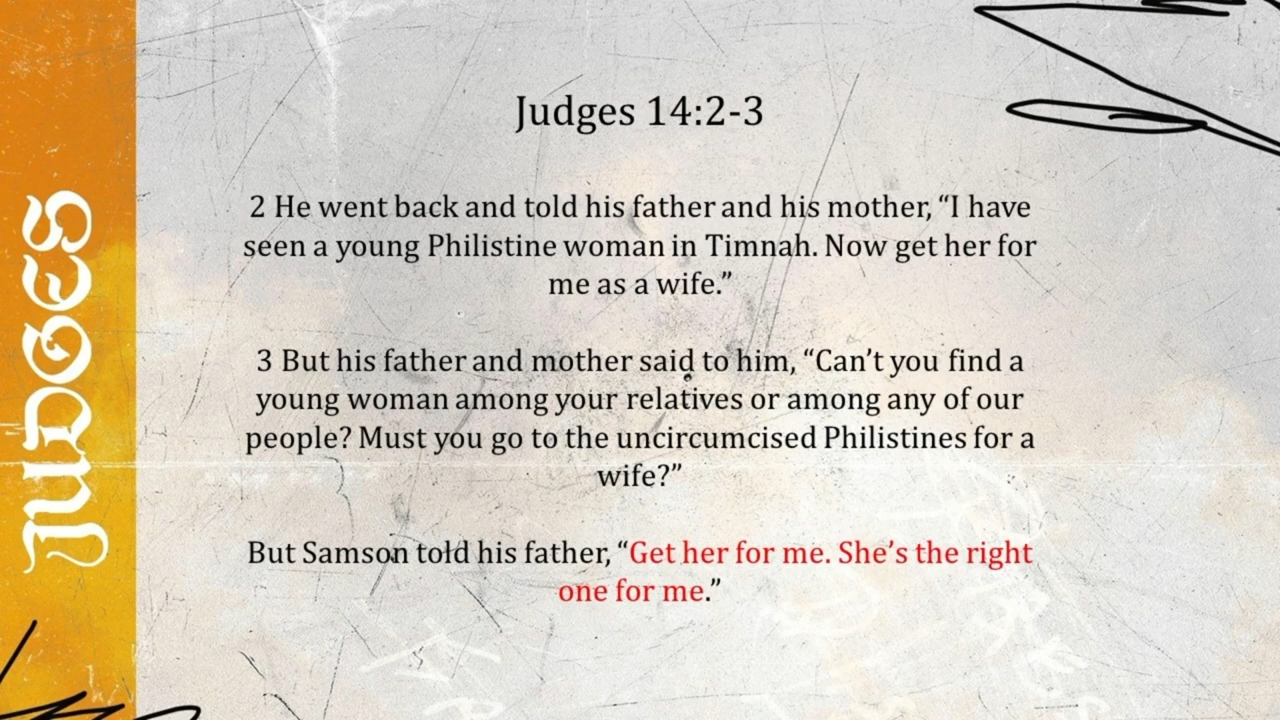 JUDGES
Judges 14:2-3
2 He went back and told his father and his mother, “I have
seen a young Philistine woman in Timnah. Now get her for
me as a wife.”
3 But his father and mother said to him, “Can’t you find a
young woman among your relatives or among any of our
people? Must you go to the uncircumcised Philistines for a
wife?”
But Samson told his father, “Get her for me. She’s the right
one for me.”